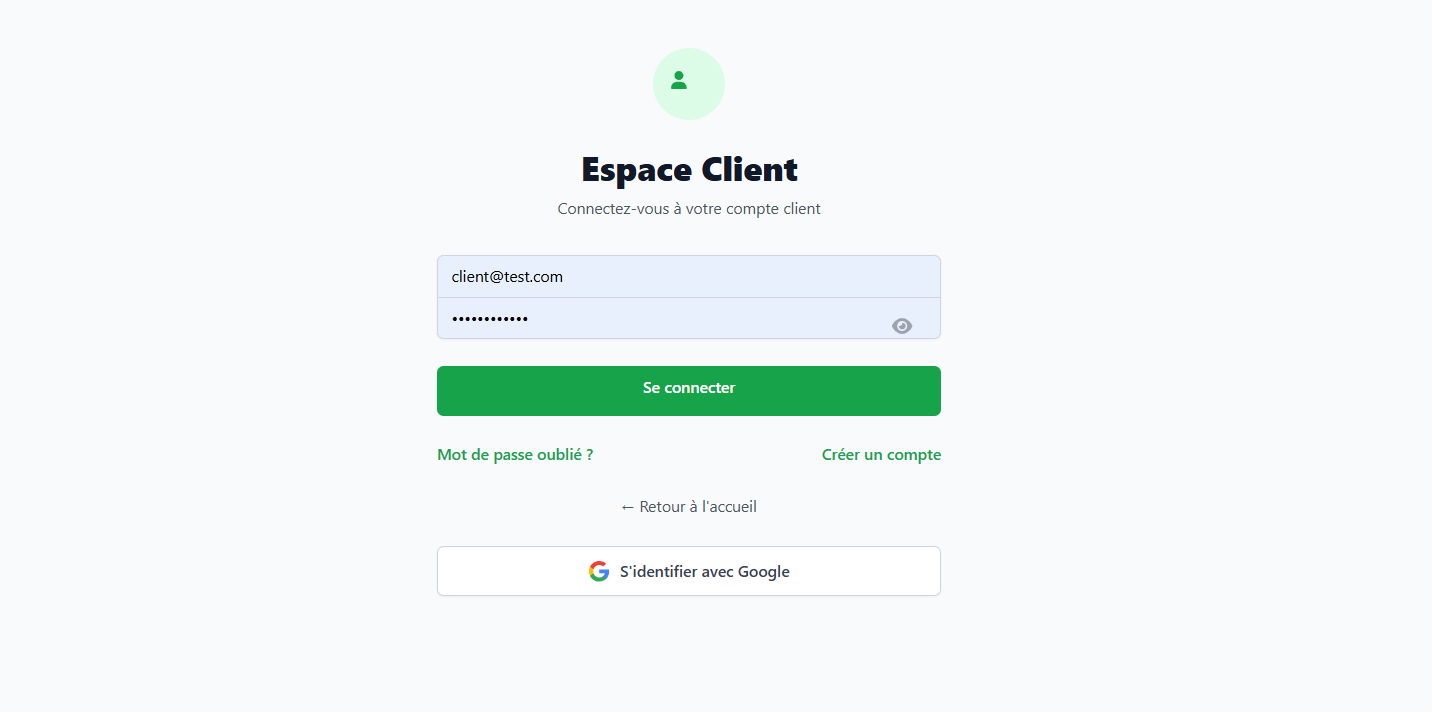 Espace Client
Connectez-vous à votre compte client
client@test.com
••••••••••••
Se connecter
Mot de passe oublié ?
Créer un compte
← Retour à l'accueil
S'identifier avec Google